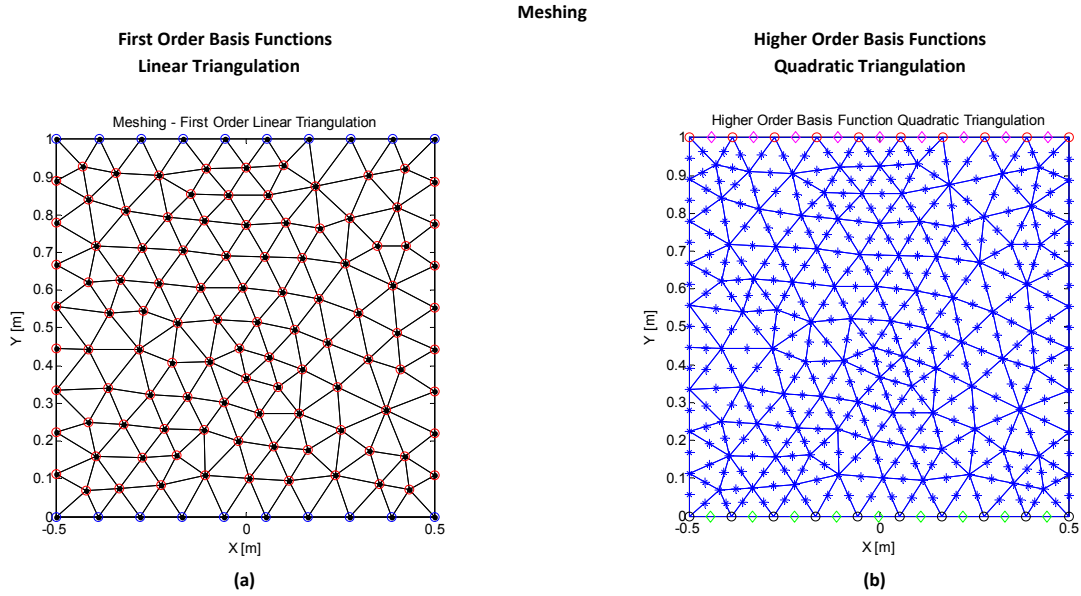 Meshing
First Order Basis Functions
Linear Triangulation
Higher Order Basis Functions
Quadratic Triangulation
Meshing - First Order Linear Triangulation
1
0.9
0.8
0.7
0.6
0.5
0.4
0.3
0.2
0.1
0
-0.5
0
0.5
Y [m]
X [m]
(a)
Higher Order Basis Function Quadratic Triangulation
1
0.9
0.8
0.7
0.6
0.5
0.4
0.3
0.2
0.1
0
-0.5
0
0.5
Y [m]
X [m]
(b)